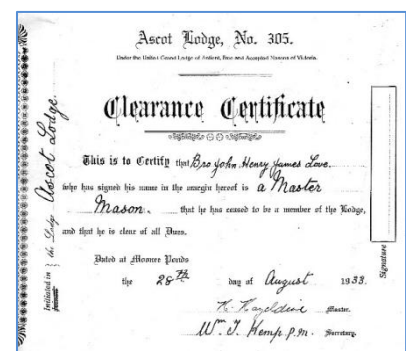 Ascot Lodge, No. 305.
Under the United Grand Lodge of Antient, Free and Accepted Masons of Victoria.
Clearance Certificate
This is to Certify that Bro John Henry James Love
who has signed his name in the margin hereof is a Master
Mason. that he has ceased to be a member of the Lodge,
and that he is clear of all Dues.
Dated at Moonee Ponds
the 28th day of August 1933.
Master.
Wm. J. Hemp P.M. Secretary.
Initiated in
the Lodge Ascot Lodge.
Signature